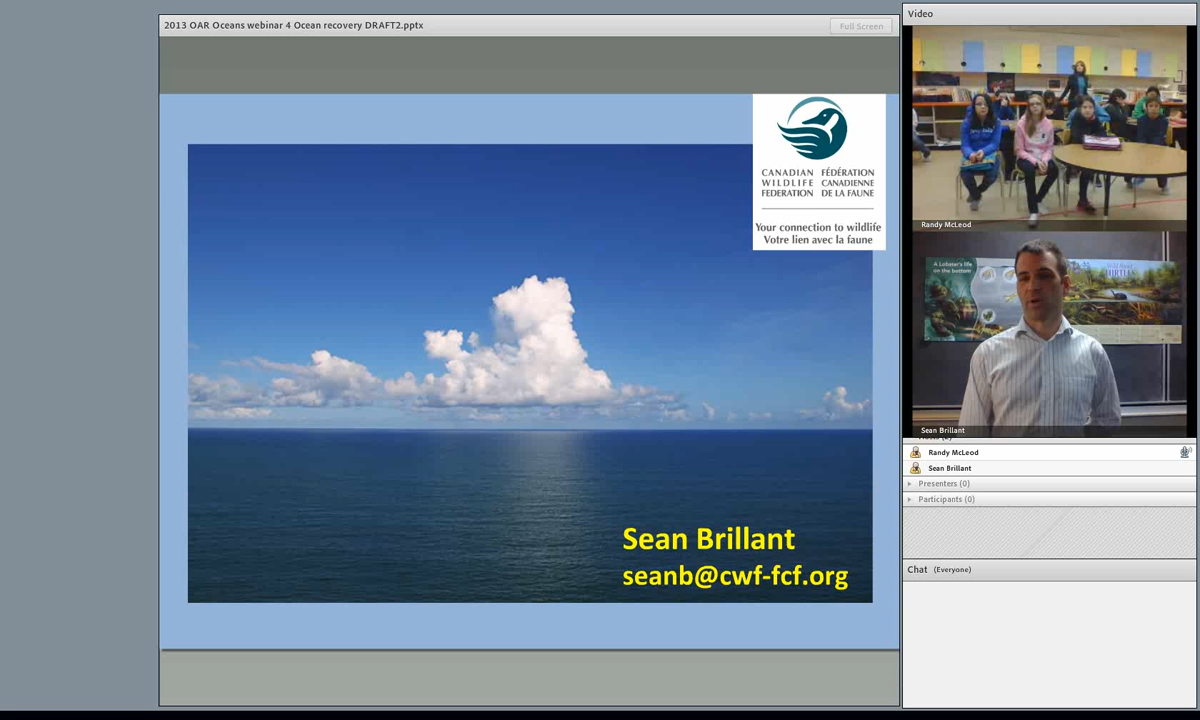 2013 OAR Oceans webinar 4 Ocean recovery DRAFT2.pptx
Full Screen
CANADIAN FÉDÉRATION
WILDLIFE CANADIENNE
FEDERATION DE LA FAUNE
Your connection to wildlife
Votre lien avec la faune
Sean Brillant
seanb@cwf-fcf.org
Video
Randy McLeod
A Lobster's life
on the bottom
TURTLES
Sean Brillant
Randy McLeod
Sean Brillant
Presenters (0)
Participants (0)
Chat (Everyone)